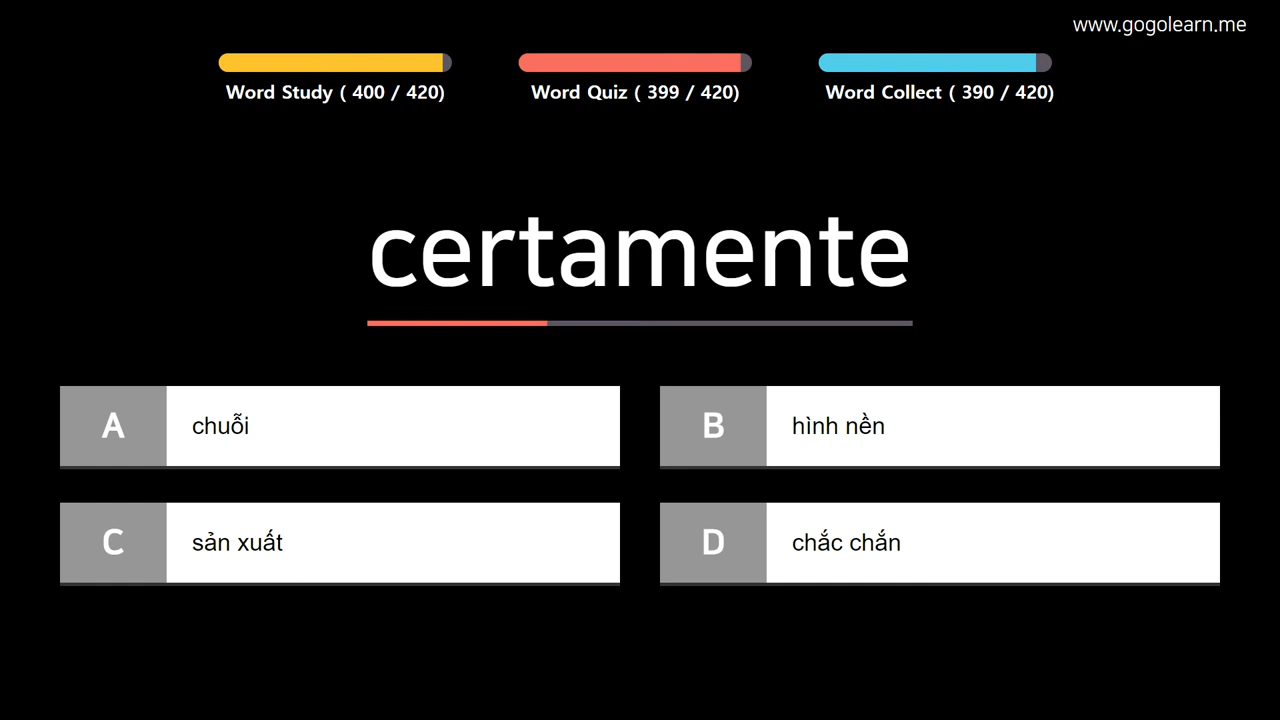 www.gogolearn.me
Word Study ( 400 / 420)
Word Quiz ( 399 / 420)
Word Collect ( 390 / 420)
certamente
A chuỗi
B hình nền
C sản xuất
D chắc chắn